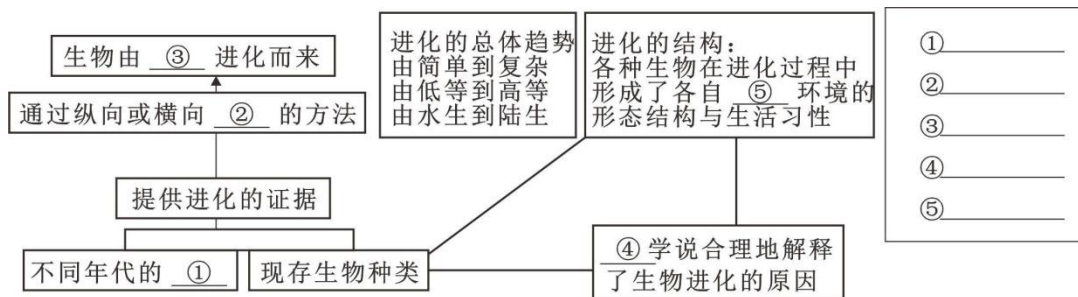 生物由 ③ 进化而来
通过纵向或横向 ② 的方法
提供进化的证据
不同年代的 ①
现存生物种类
进化的总体趋势
由简单到复杂
由低等到高等
由水生到陆生
进化的结构：
各种生物在进化过程中
形成了各自 ⑤ 环境的
形态结构与生活习性
④ 学说合理地解释
了生物进化的原因
①
②
③
④
⑤